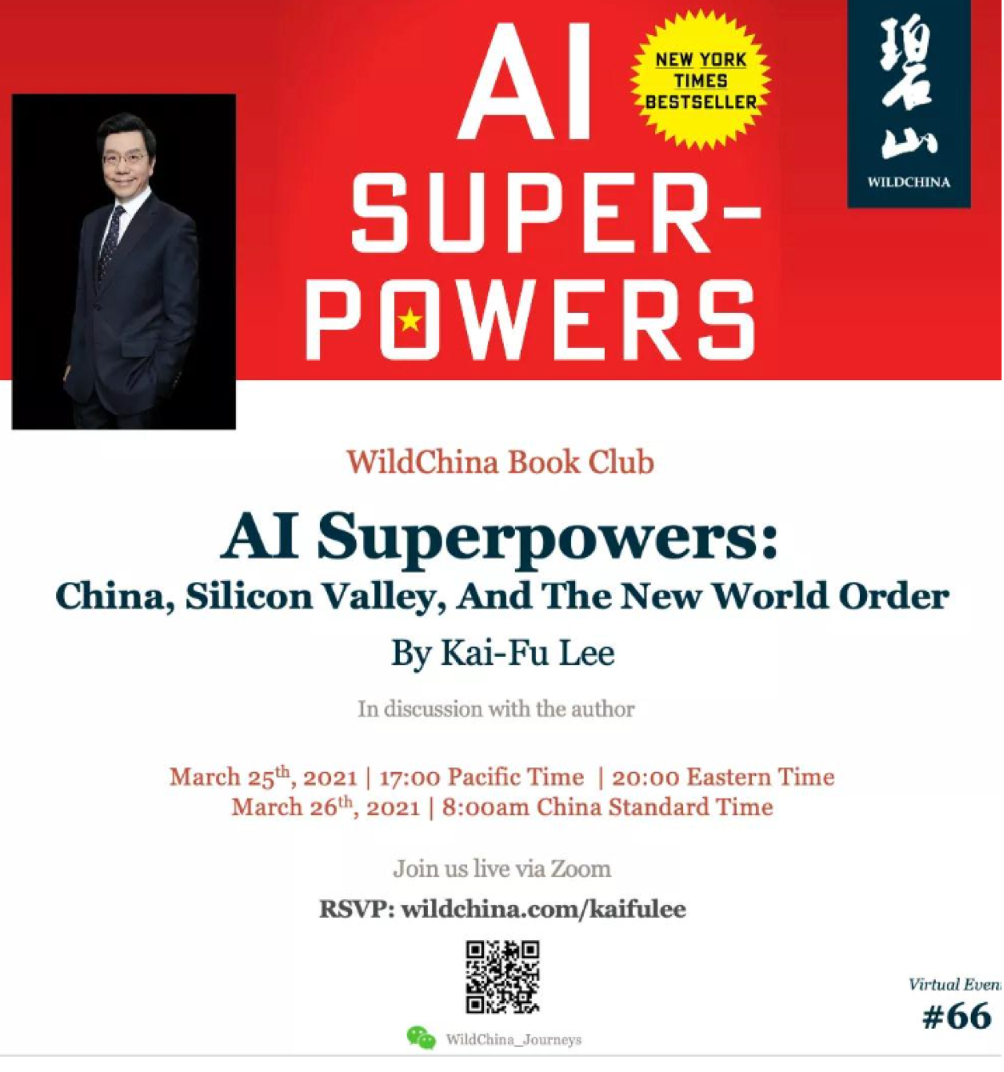 AI
SUPER-
POWERS
NEW YORK
TIMES
BESTSELLER
碧山
WILDCHINA
WildChina Book Club
AI Superpowers:
China, Silicon Valley, And The New World Order
By Kai-Fu Lee
In discussion with the author
March 25th, 2021 | 17:00 Pacific Time | 20:00 Eastern Time
March 26th, 2021 | 8:00am China Standard Time
Join us live via Zoom
RSVP: wildchina.com/kaifulee
WildChina_Journeys
Virtual Even
#66